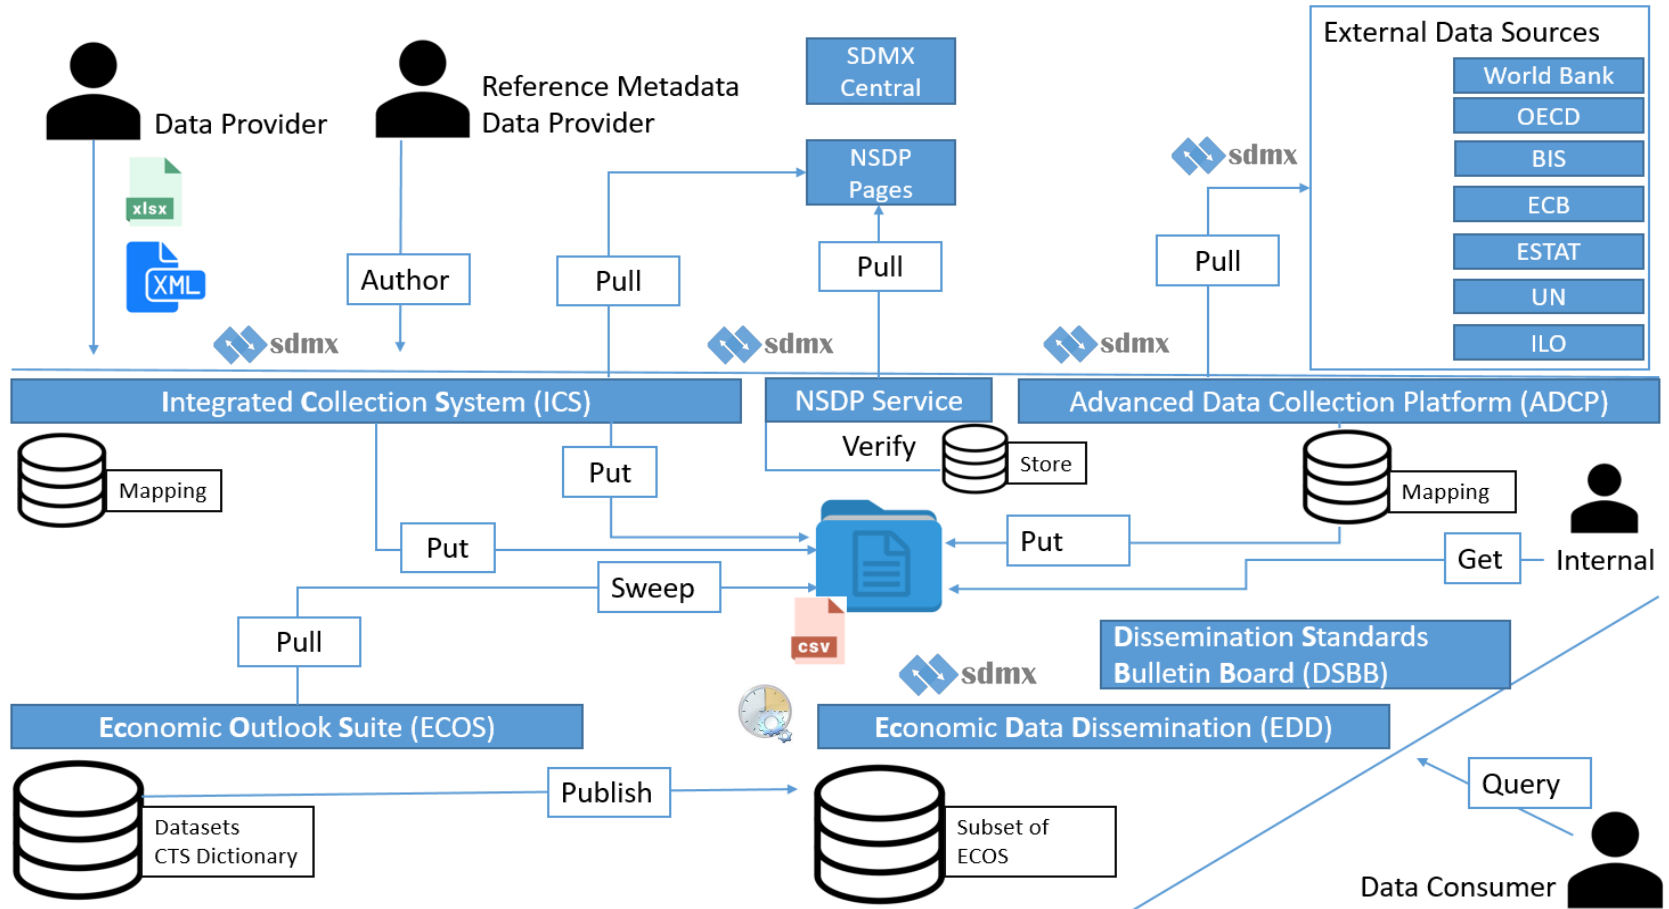 Data Provider
xlsx
XML
Reference Metadata
Data Provider
Author
SDMX
Central
NSDP
Pages
Pull
Pull
Pull
sdmx
sdmx
sdmx
sdmx
External Data Sources
World Bank
OECD
BIS
ECB
ESTAT
UN
ILO
Integrated Collection System (ICS)
NSDP Service
Advanced Data Collection Platform (ADCP)
Mapping
Verify
Store
Mapping
Put
Put
Put
Get
Internal
Sweep
Pull
csv
sdmx
Dissemination Standards
Bulletin Board (DSBB)
Economic Outlook Suite (ECOS)
Economic Data Dissemination (EDD)
Publish
Datasets
CTS Dictionary
Subset of
ECOS
Query
Data Consumer